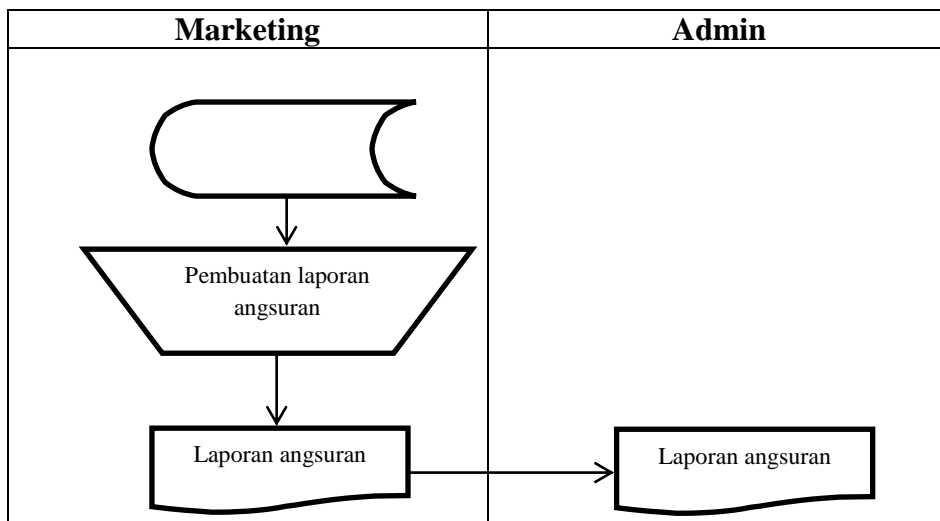 Marketing
Admin
Pembuatan laporan
angsuran
Laporan angsuran
Laporan angsuran